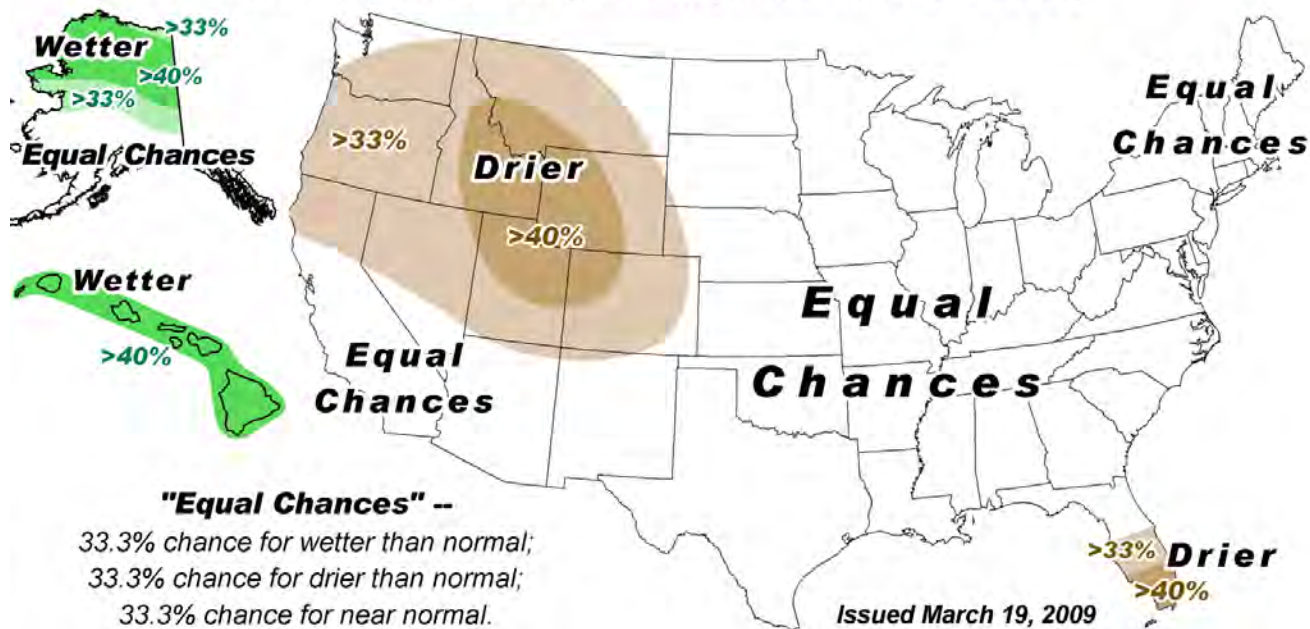 >33%
Wetter
>40%
>33%
Equal Chances
Wetter
>40%
>33%
Drier
>40%
Equal
Chances
Equal
Chances
Equal
Chances
>33%
Drier
>40%
"Equal Chances" --
33.3% chance for wetter than normal;
33.3% chance for drier than normal;
33.3% chance for near normal.
Issued March 19, 2009